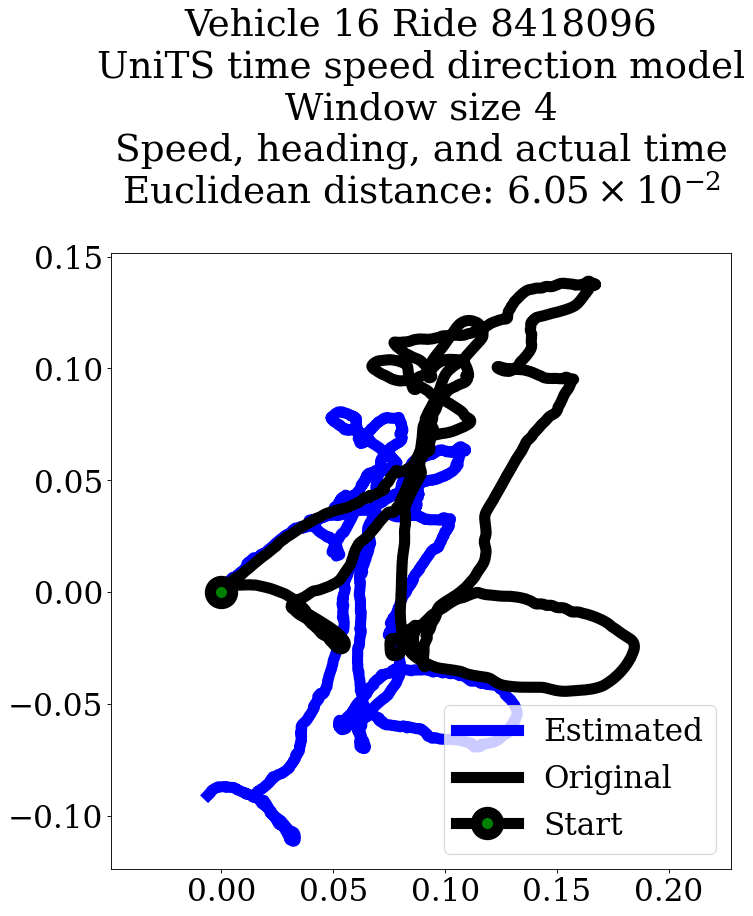 Vehicle 16 Ride 8418096
UniTS time speed direction model
Window size 4
Speed, heading, and actual time
Euclidean distance: 6.05 × 10⁻²
0.15
0.10
0.05
0.00
−0.05
−0.10
Estimated
Original
Start
0.00 0.05 0.10 0.15 0.20